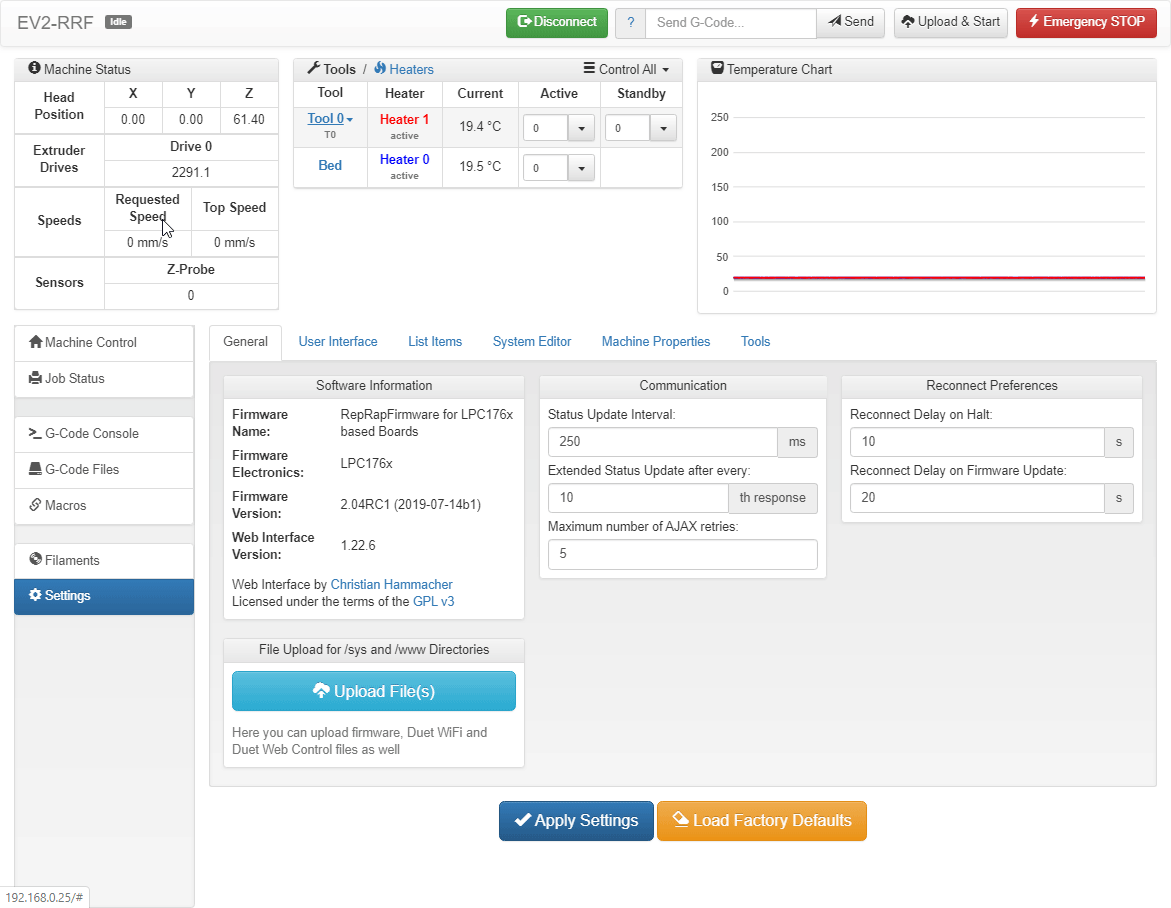 EV2-RRF Idle Disconnect ? Send G-Code... Send Upload & Start Emergency STOP
Machine Status
Head Position X Y Z
0.00 0.00 61.40
Extruder Drives Drive 0
2291.1
Speeds Requested Speed Top Speed
0 mm/s 0 mm/s
Sensors Z-Probe
0
Tools / Heaters Control All
Tool Heater Current Active Standby
Tool 0 Heater 1 19.4 °C 0 0
T0 active
Bed Heater 0 19.5 °C 0
active
Temperature Chart
250
200
150
100
50
0
Machine Control
Job Status
G-Code Console
G-Code Files
Macros
Filaments
Settings
General User Interface List Items System Editor Machine Properties Tools
Software Information
Firmware Name: RepRapFirmware for LPC176x based Boards
Firmware Electronics: LPC176x
Firmware Version: 2.04RC1 (2019-07-14b1)
Web Interface Version: 1.22.6
Web Interface by Christian Hammacher
Licensed under the terms of the GPL v3
File Upload for /sys and /www Directories
Upload File(s)
Here you can upload firmware, Duet WiFi and
Duet Web Control files as well
Communication
Status Update Interval:
250 ms
Extended Status Update after every:
10 th response
Maximum number of AJAX retries:
5
Reconnect Preferences
Reconnect Delay on Halt:
10 s
Reconnect Delay on Firmware Update:
20 s
Apply Settings Load Factory Defaults
192.168.0.25/#